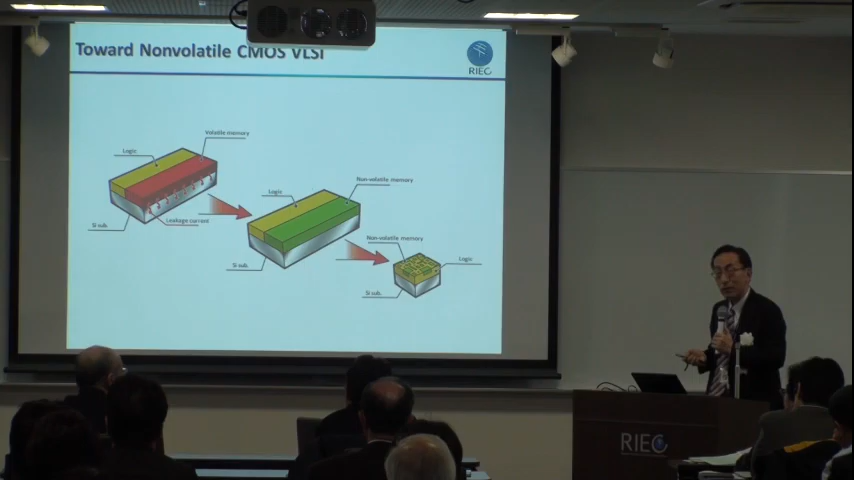 Toward Nonvolatile CMOS VLSI
RIEC
Volatile memory
Logic
Leakage current
Si sub.
Non-volatile memory
Logic
Si sub.
Non-volatile memory
Logic
Si sub.
RIEC